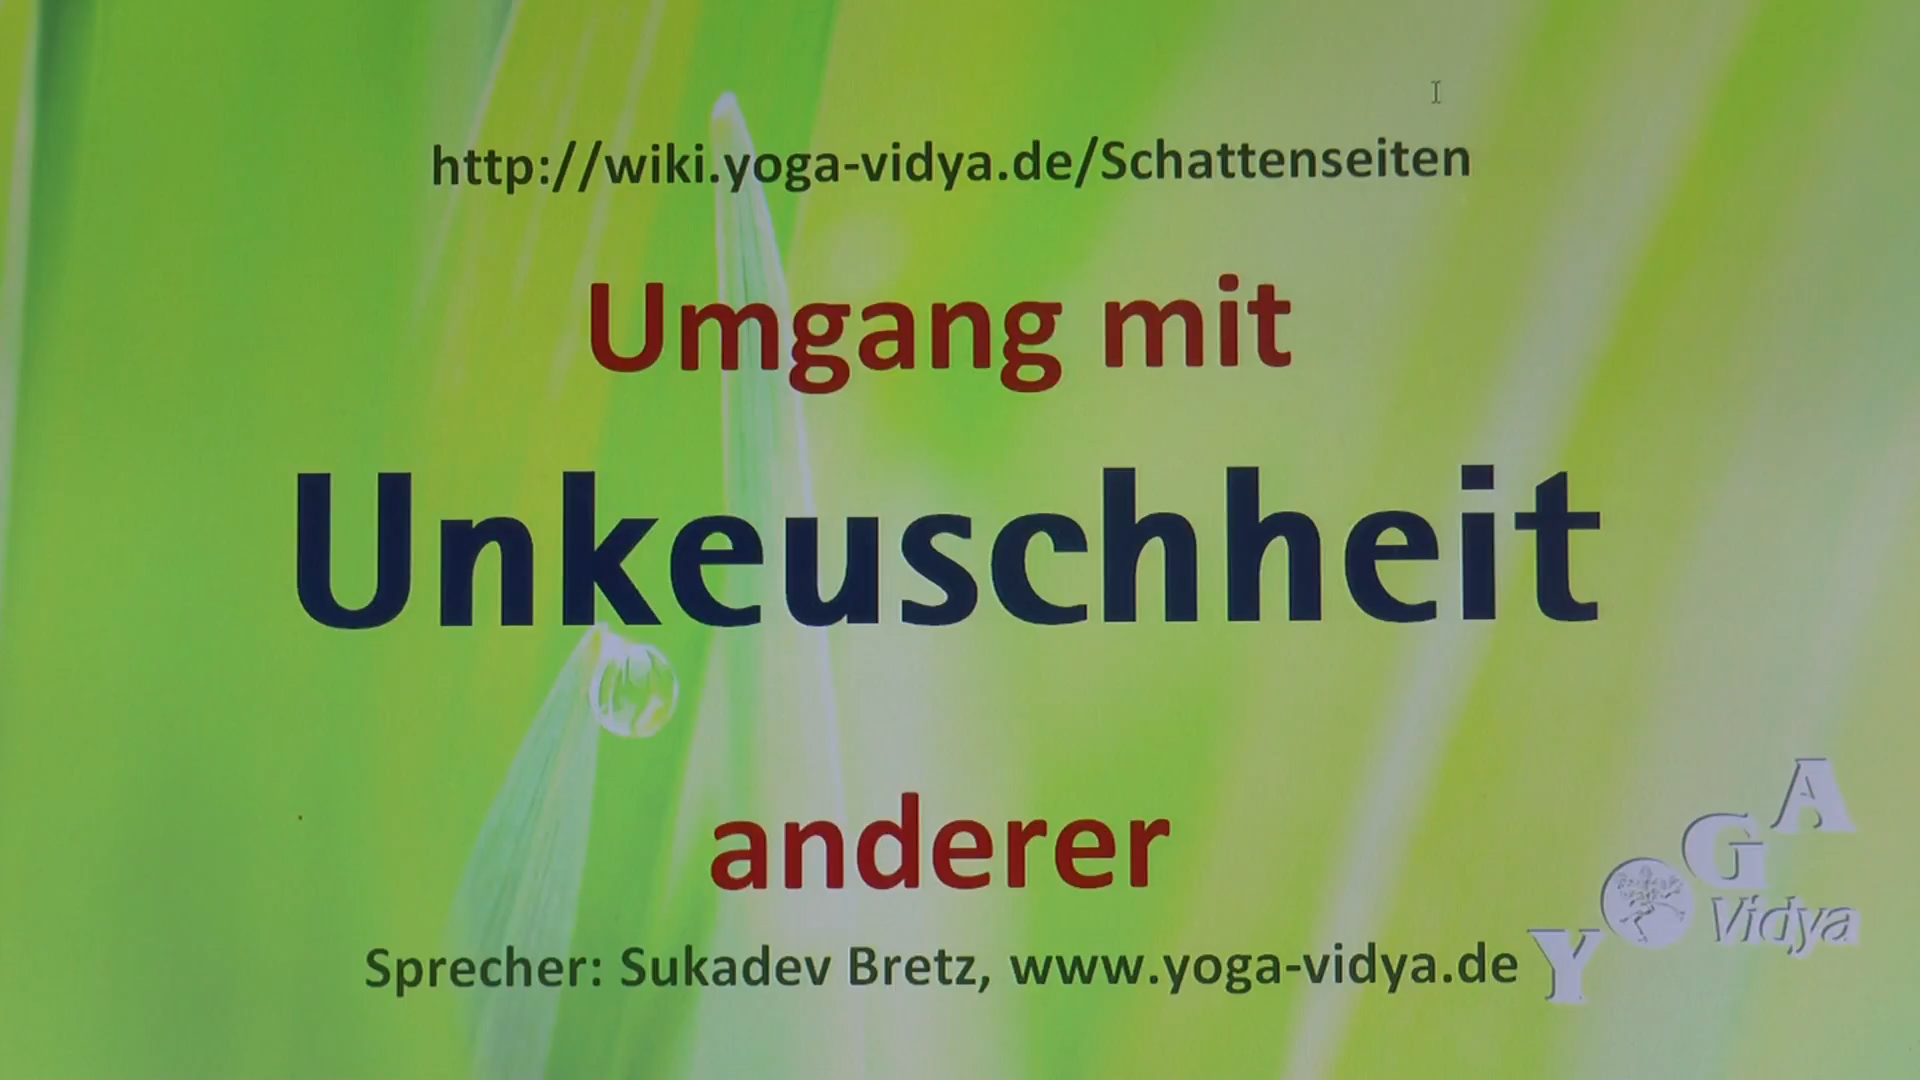 http://wiki.yoga-vidya.de/Schattenseiten
Umgang mit
Unkeuschheit
anderer
Sprecher: Sukadev Bretz, www.yoga-vidya.de
YOGA
Vidya